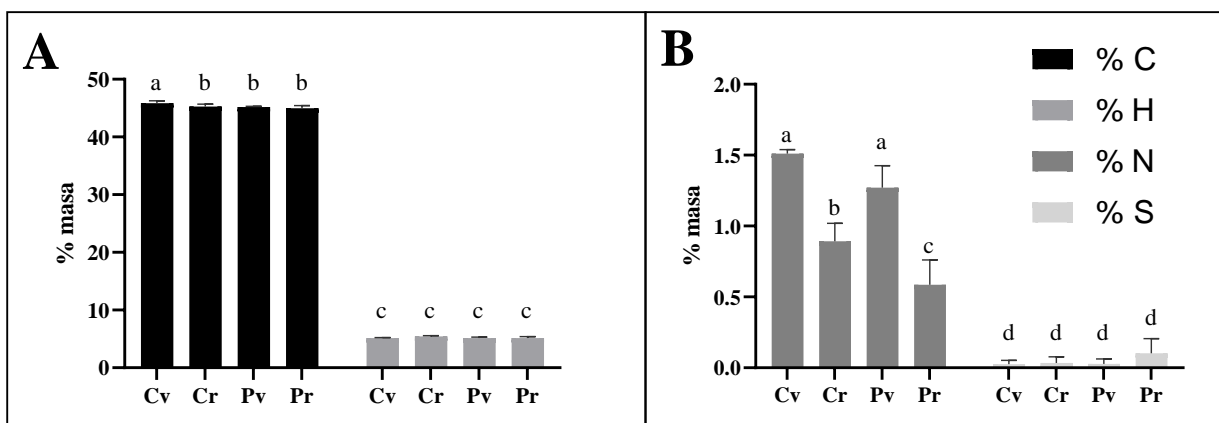 A
% masa
50
40
30
20
10
0
a b b b
c c c c
Cv Cr Pv Pr Cv Cr Pv Pr
B
% masa
2.0
1.5
1.0
0.5
0.0
a b a c
d d d d
Cv Cr Pv Pr Cv Cr Pv Pr
% C
% H
% N
% S